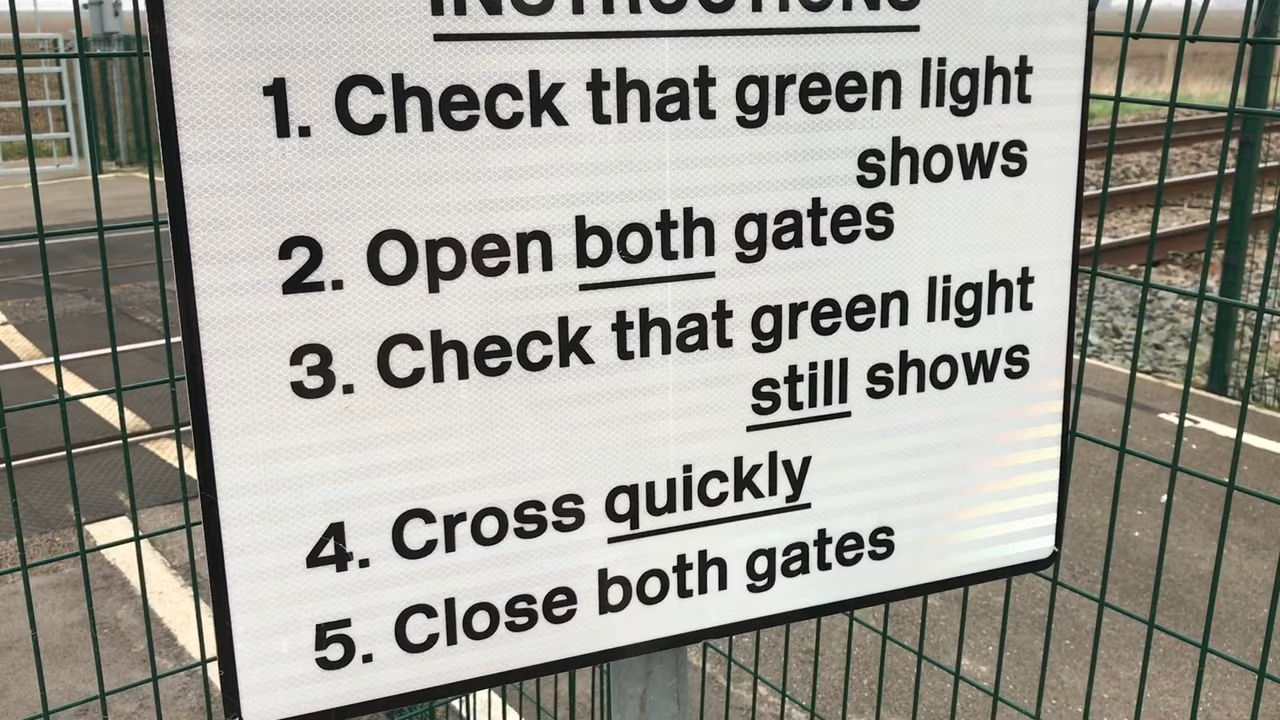 INSTRUCTIONS
1. Check that green light
shows
2. Open both gates
3. Check that green light
still shows
4. Cross quickly
5. Close both gates